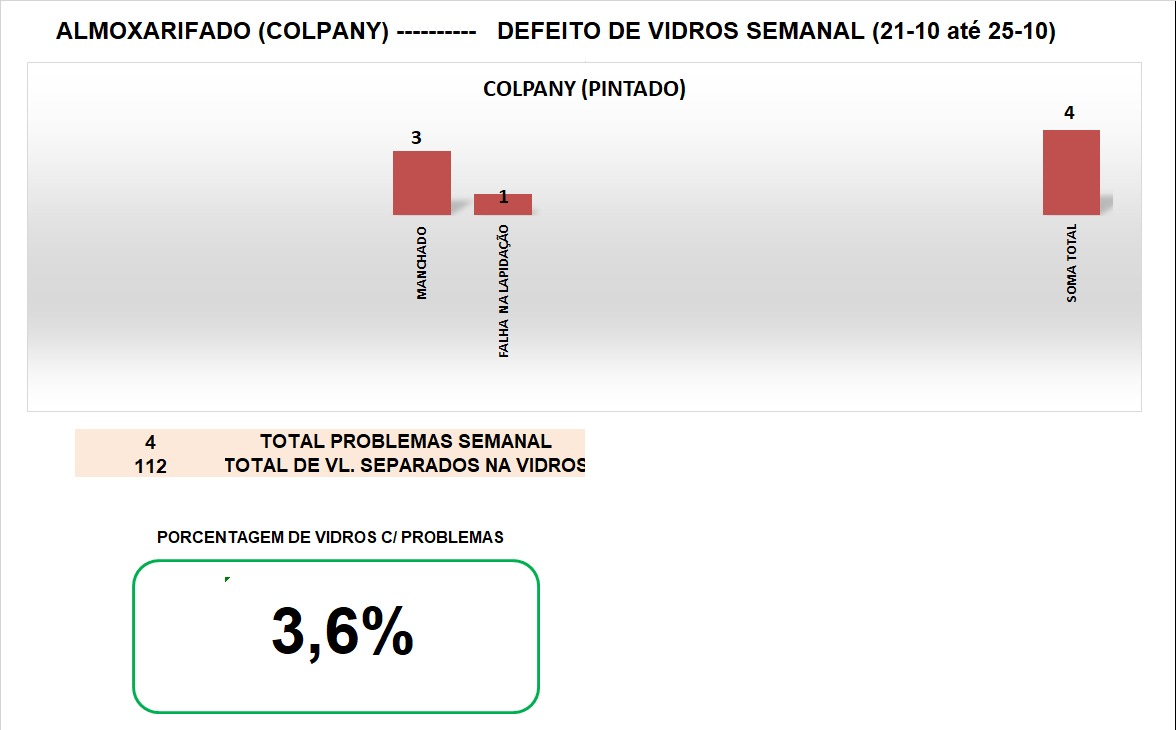 ALMOXARIFADO (COLPANY) ---------- DEFEITO DE VIDROS SEMANAL (21-10 até 25-10)
COLPANY (PINTADO)
3
1
4
MANCHADO
FALHA NA LAPIDAÇÃO
SOMA TOTAL
4 TOTAL PROBLEMAS SEMANAL
112 TOTAL DE VL. SEPARADOS NA VIDROS
PORCENTAGEM DE VIDROS C/ PROBLEMAS
3,6%